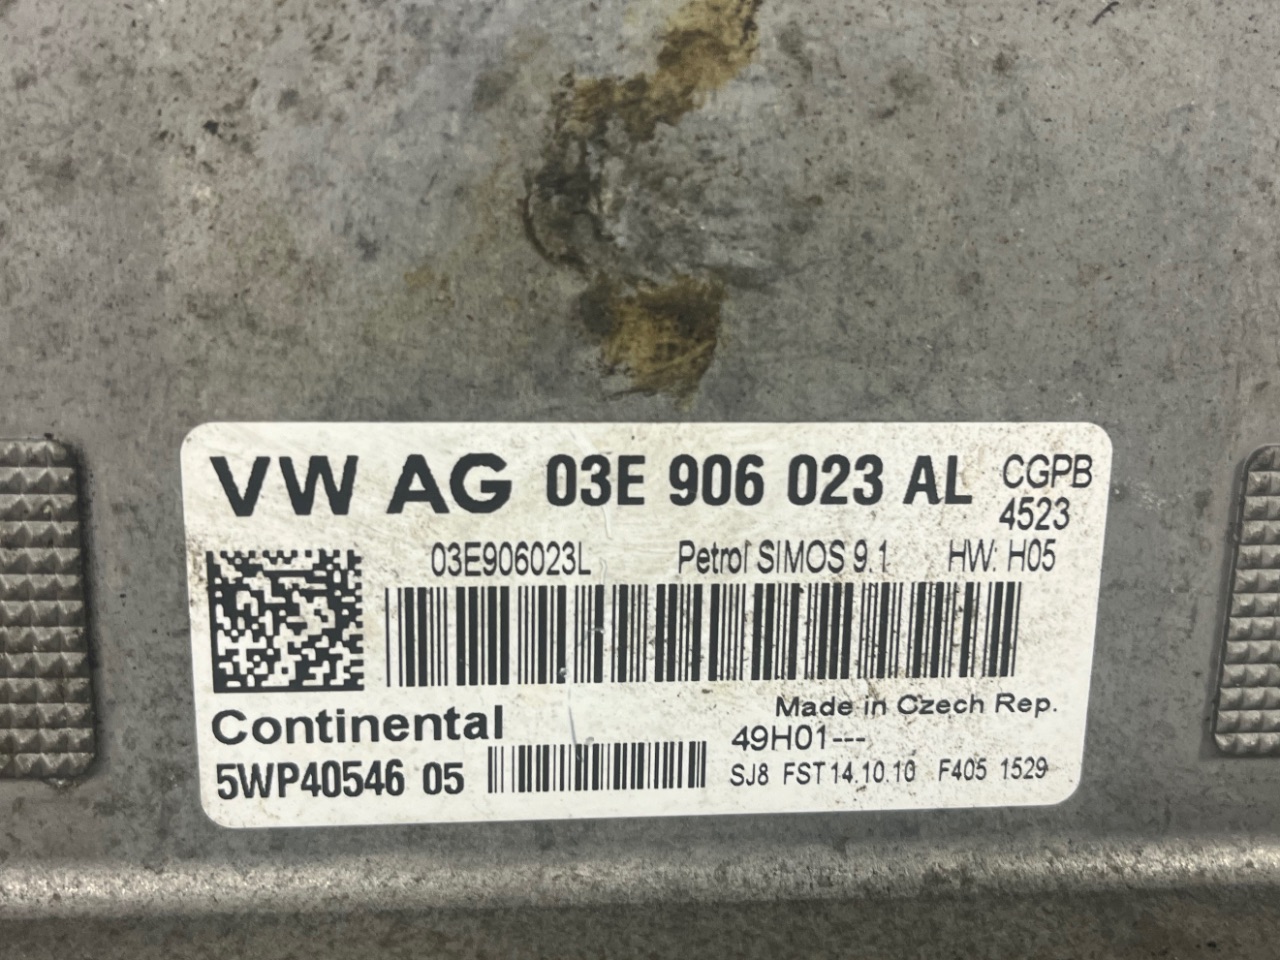 VW AG 03E 906 023 AL CGPB
4523
03E906023L Petrol SIMOS 9.1 HW: H05
Made in Czech Rep.
Continental 49H01---
5WP40546 05 SJ8 FST 14.10.10 F405 1529